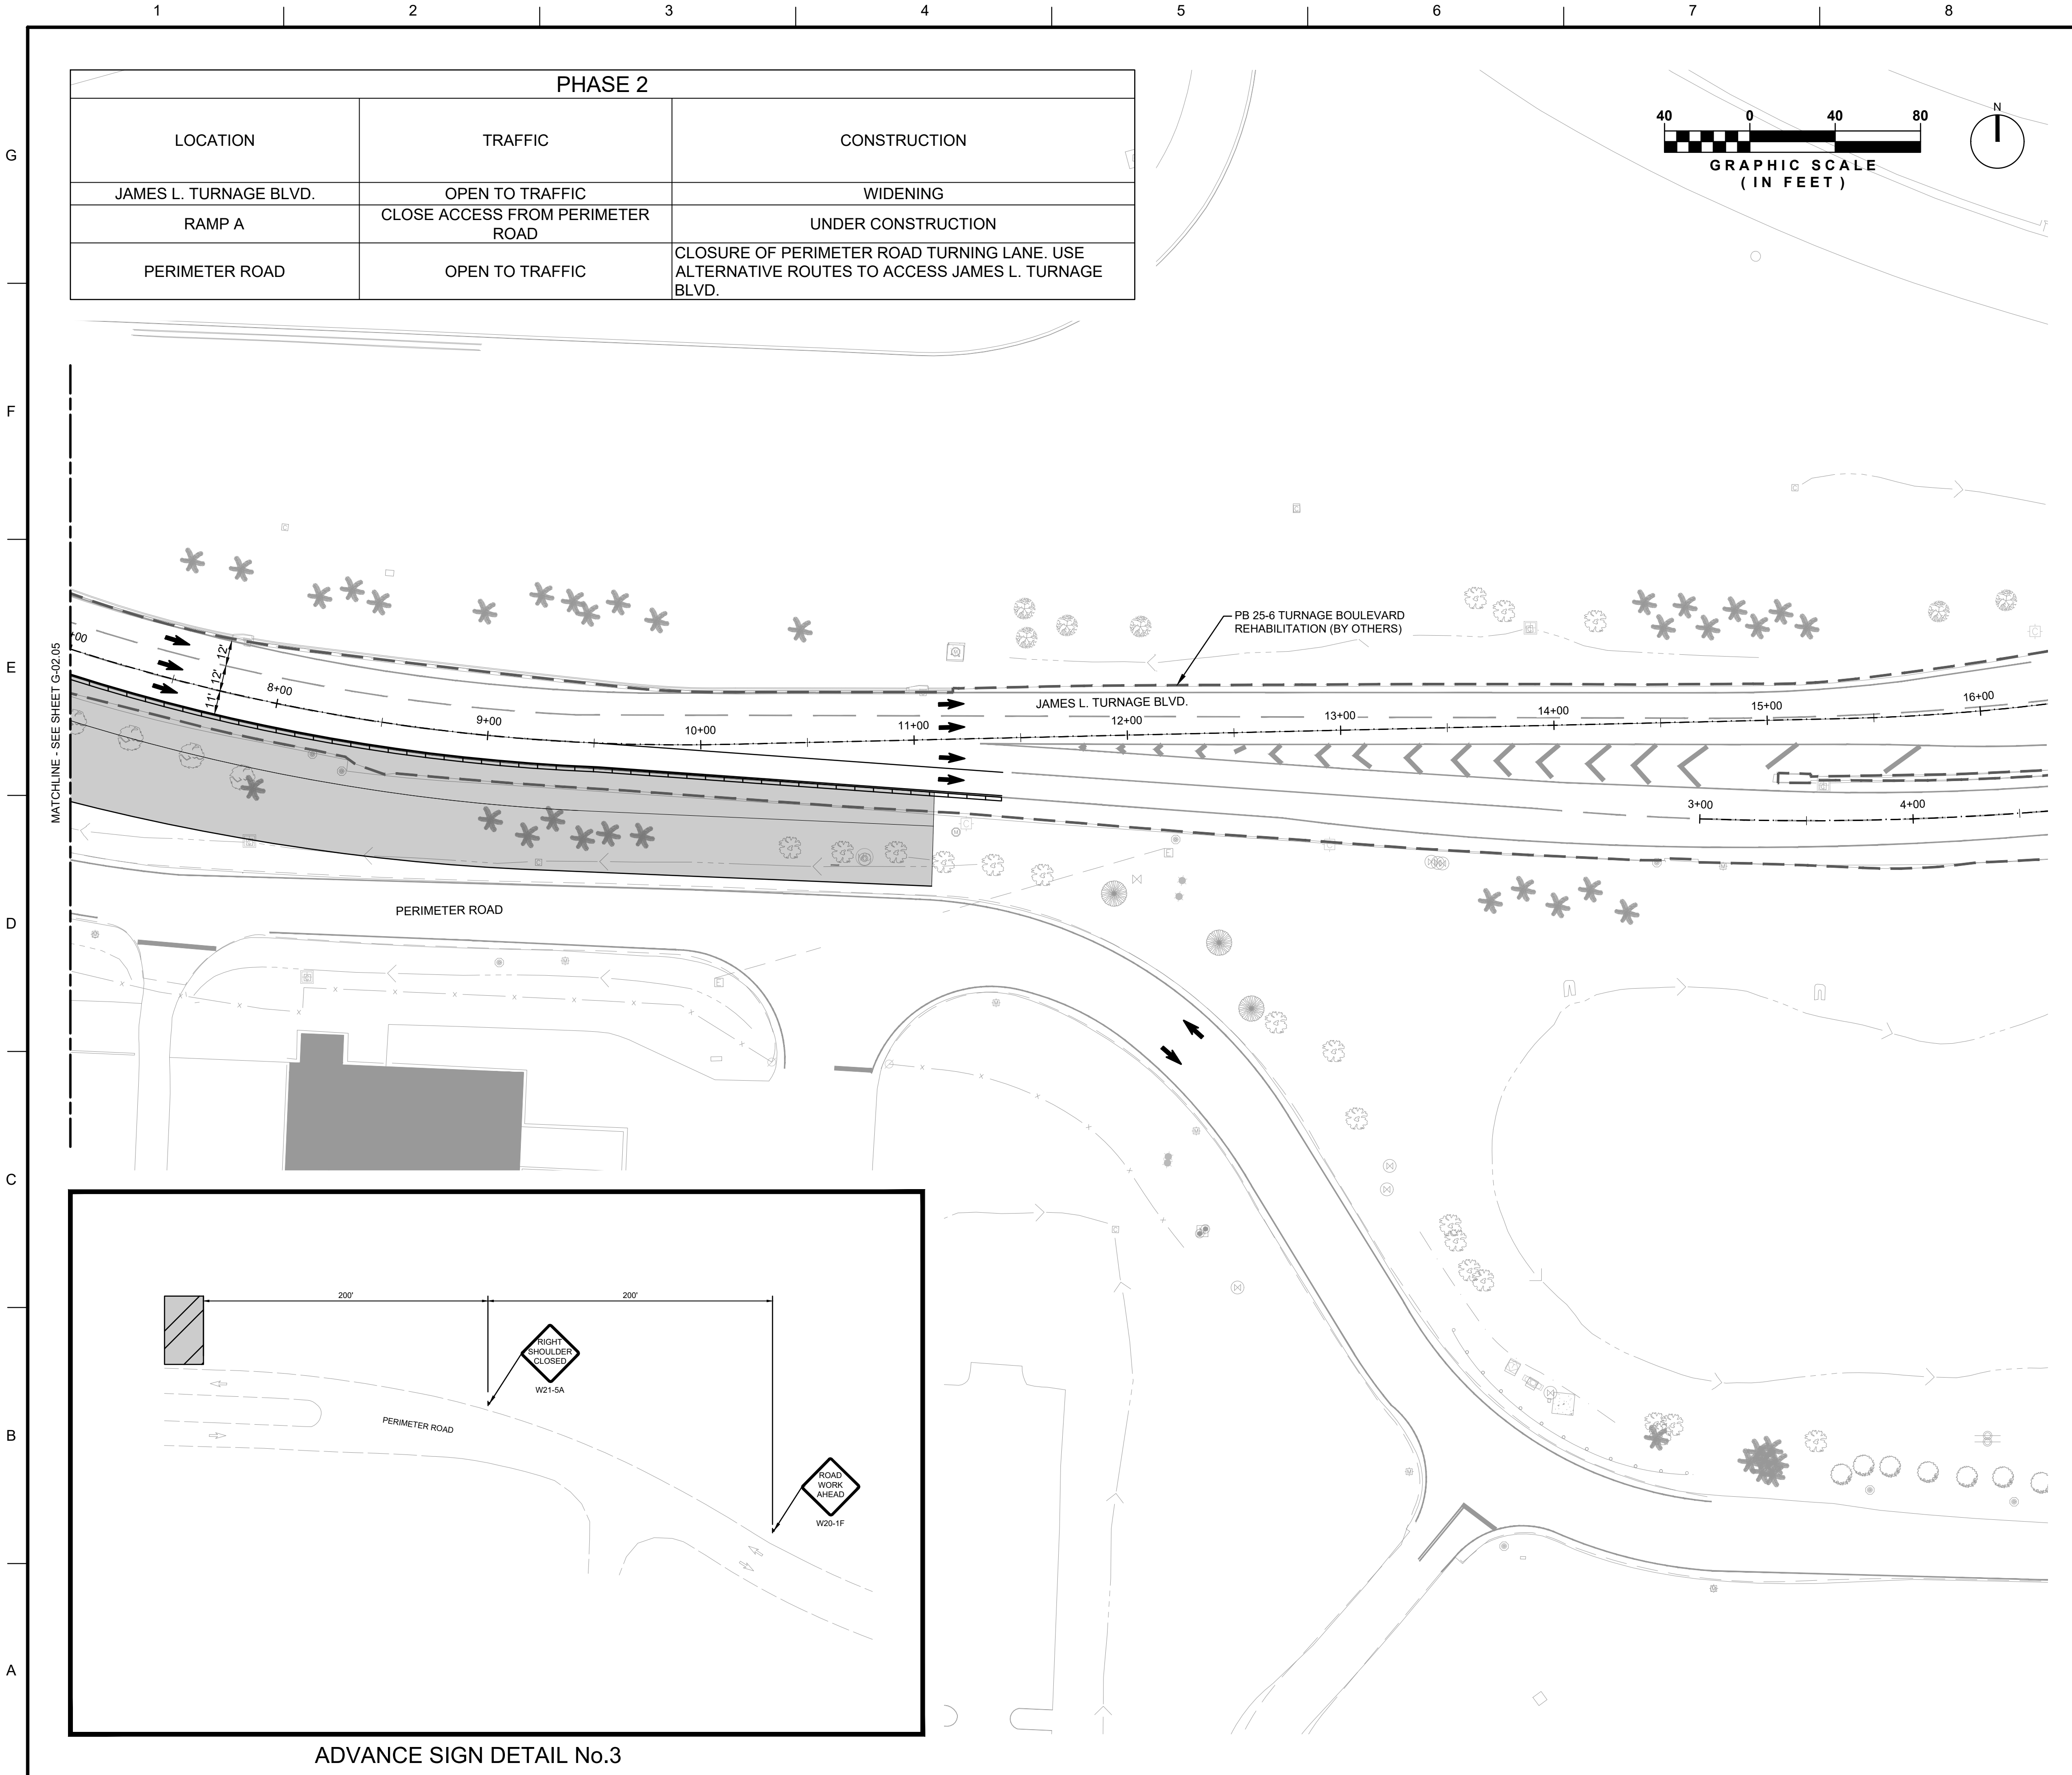 1 2 3 4 5 6 7 8
G
F
E
D
C
B
A
PHASE 2
LOCATION TRAFFIC CONSTRUCTION
JAMES L. TURNAGE BLVD. OPEN TO TRAFFIC WIDENING
RAMP A CLOSE ACCESS FROM PERIMETER
ROAD UNDER CONSTRUCTION
PERIMETER ROAD OPEN TO TRAFFIC CLOSURE OF PERIMETER ROAD TURNING LANE. USE
ALTERNATIVE ROUTES TO ACCESS JAMES L. TURNAGE
BLVD.
40 0 40 80
GRAPHIC SCALE
( IN FEET )
N
MATCHLINE - SEE SHEET G-02.05
+00
12'
12'
11'
8+00
9+00
10+00
11+00
12+00
13+00
14+00
15+00
16+00
PB 25-6 TURNAGE BOULEVARD
REHABILITATION (BY OTHERS)
JAMES L. TURNAGE BLVD.
3+00
4+00
PERIMETER ROAD
200' 200'
RIGHT
SHOULDER
CLOSED
W21-5A
PERIMETER ROAD
ROAD
WORK
AHEAD
W20-1F
ADVANCE SIGN DETAIL No.3